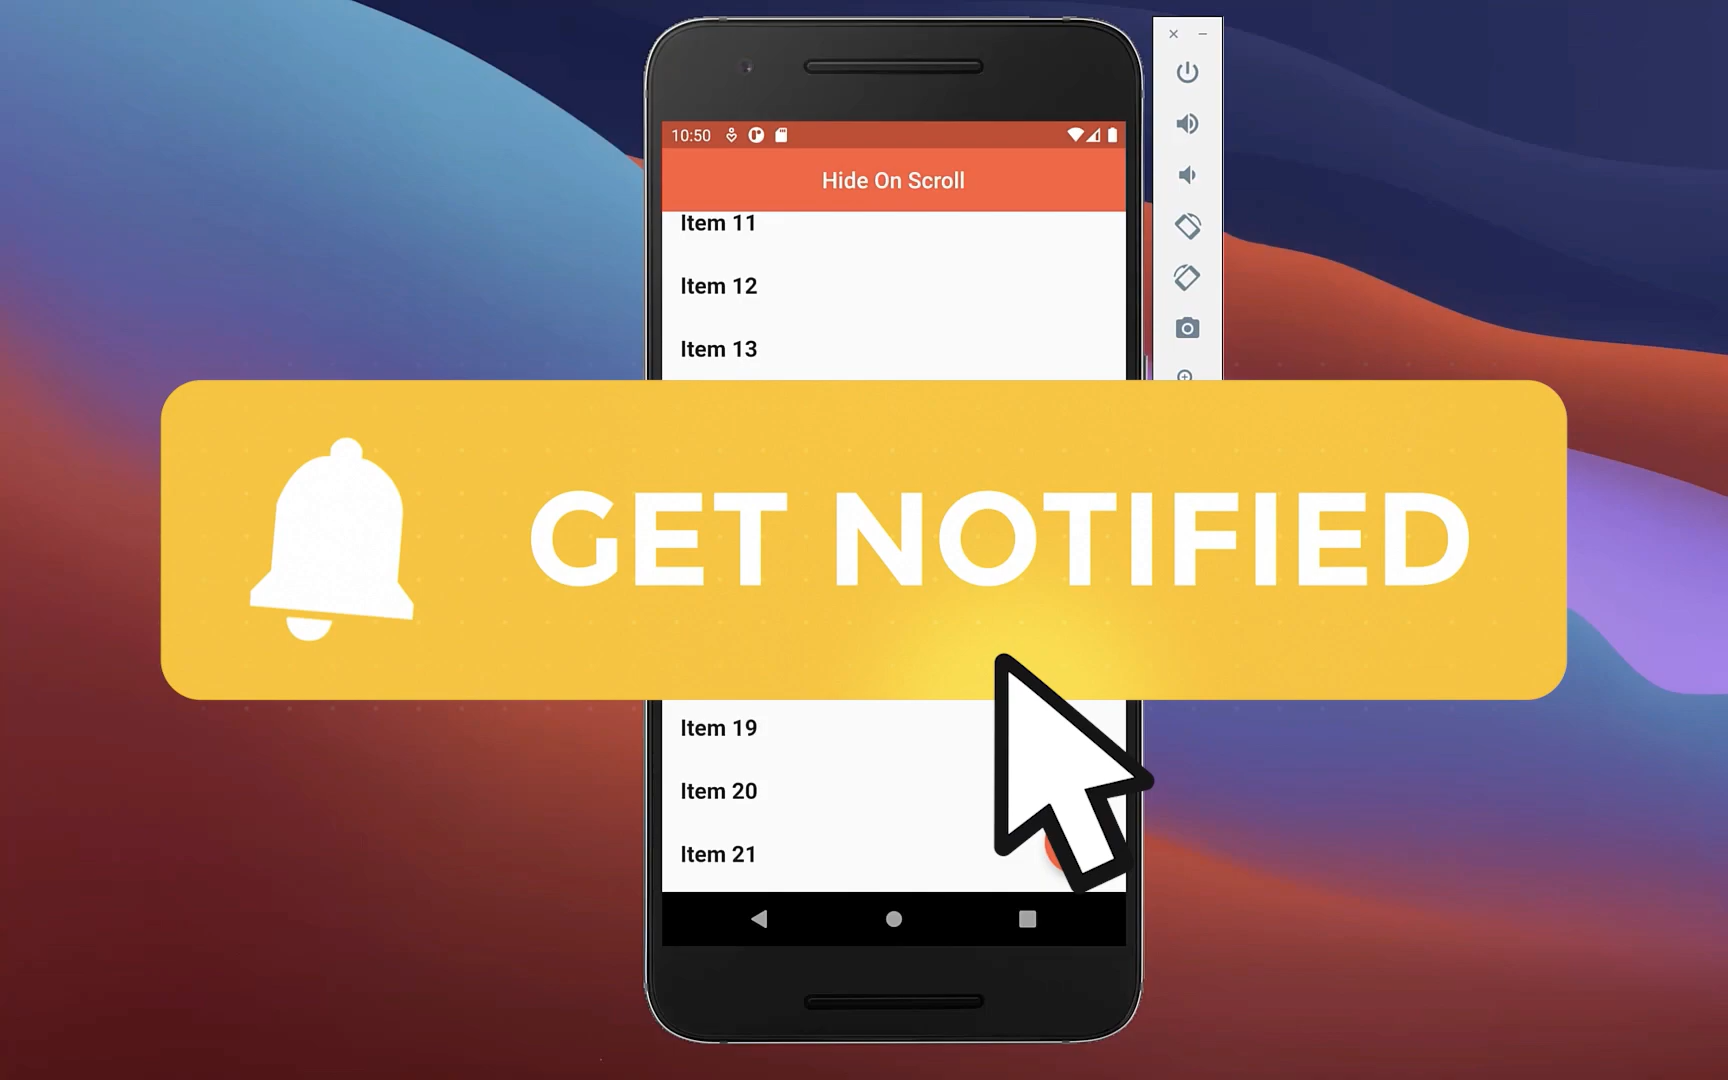 10:50
Hide On Scroll
Item 11
Item 12
Item 13
GET NOTIFIED
Item 19
Item 20
Item 21